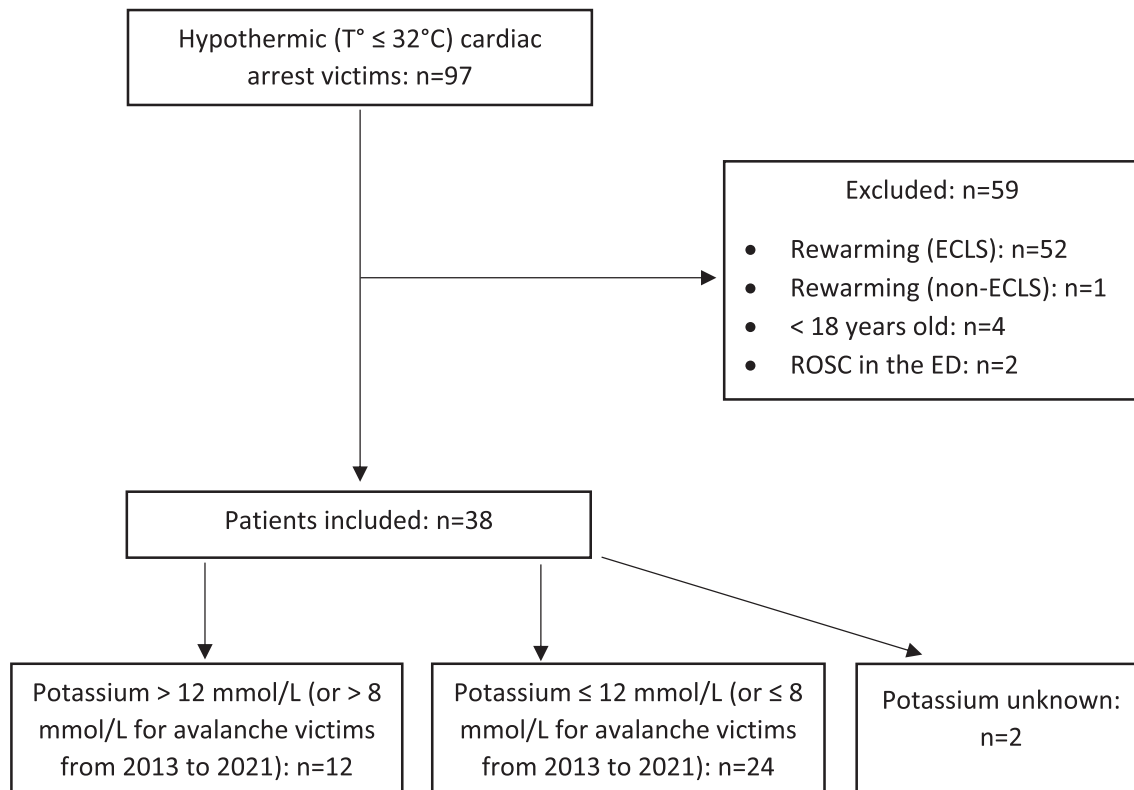 Hypothermic (T° ≤ 32°C) cardiac
arrest victims: n=97
Excluded: n=59
• Rewarming (ECLS): n=52
• Rewarming (non-ECLS): n=1
• < 18 years old: n=4
• ROSC in the ED: n=2
Patients included: n=38
Potassium > 12 mmol/L (or > 8
mmol/L for avalanche victims
from 2013 to 2021): n=12
Potassium ≤ 12 mmol/L (or ≤ 8
mmol/L for avalanche victims
from 2013 to 2021): n=24
Potassium unknown:
n=2